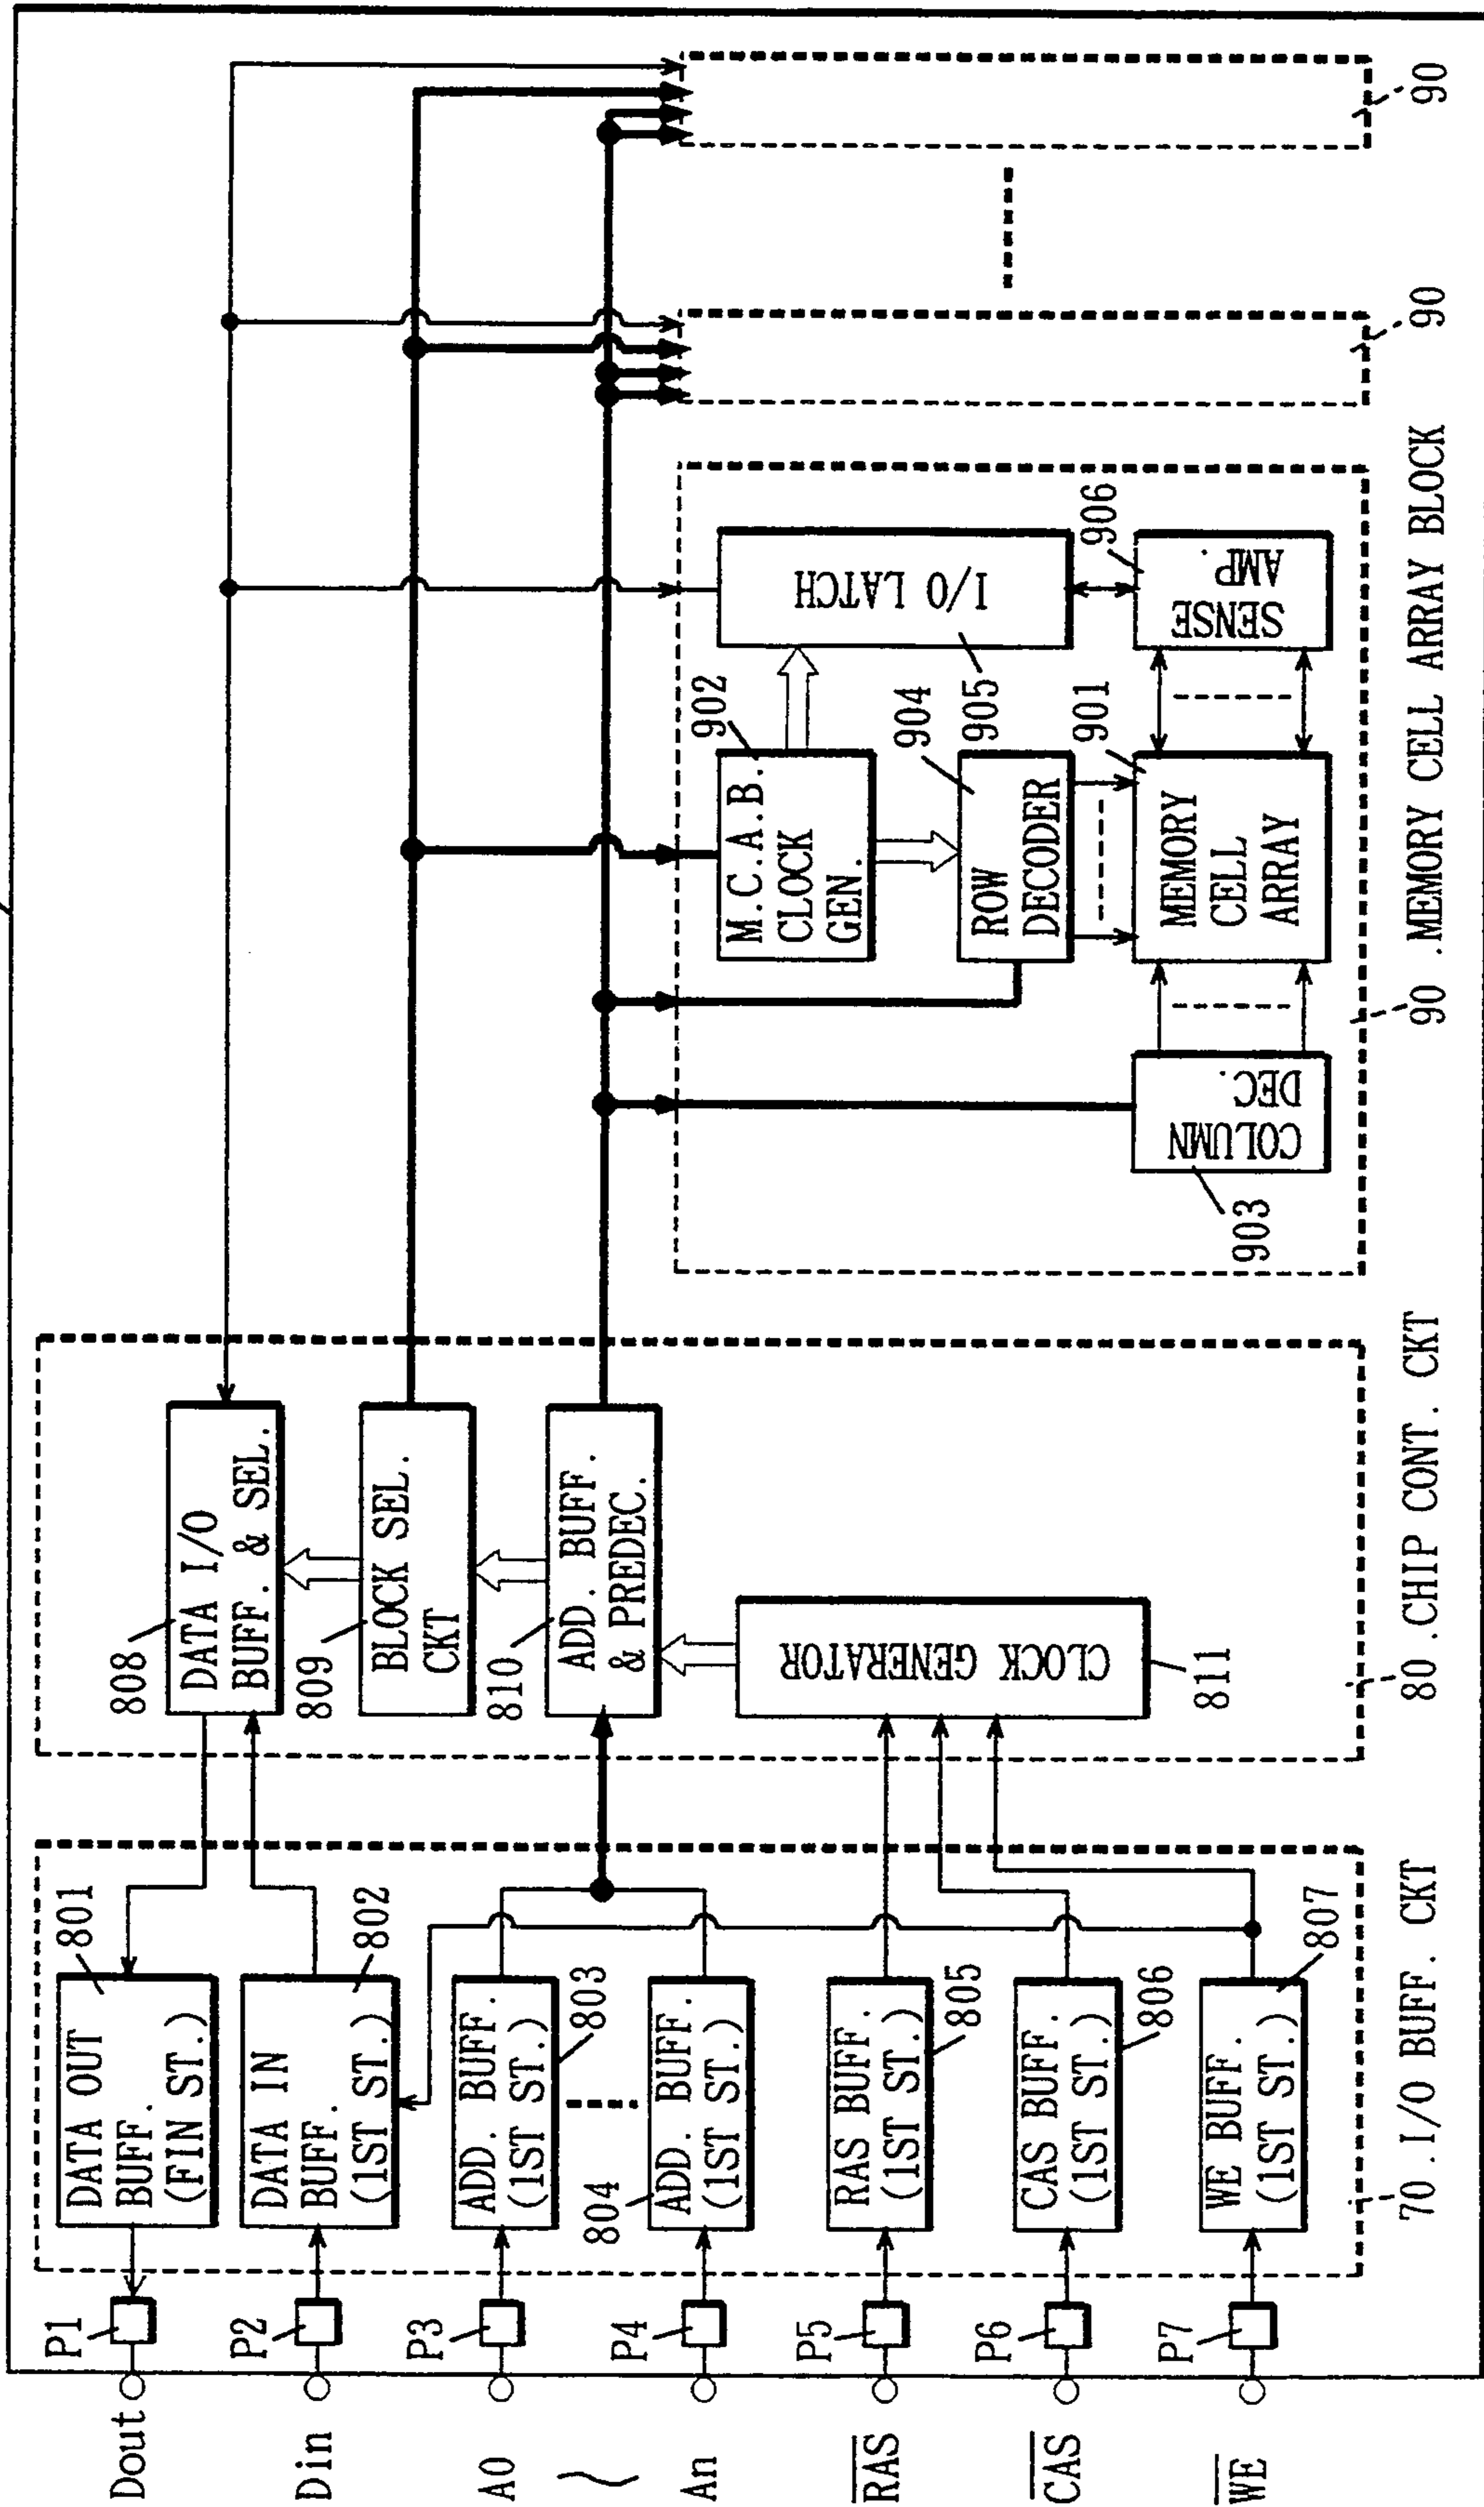 Dout
P1
DATA OUT
BUFF.
(FIN ST.)
801
Din
P2
DATA IN
BUFF.
(1ST ST.)
802
A0
P3
ADD. BUFF.
(1ST ST.)
803
An
P4
804
ADD. BUFF.
(1ST ST.)
RAS
P5
RAS BUFF.
(1ST ST.)
805
CAS
P6
CAS BUFF.
(1ST ST.)
806
WE
P7
WE BUFF.
(1ST ST.)
807
70.I/O BUFF. CKT
808
DATA I/O
BUFF. & SEL.
809
BLOCK SEL.
CKT
810
ADD. BUFF.
& PREDEC.
CLOCK GENERATOR
811
80.CHIP CONT. CKT
M.C.A.B.
CLOCK
GEN.
902
I/O LATCH
905
ROW
DECODER
904
903
COLUMN
DEC.
MEMORY
CELL
ARRAY
901
SENSE
AMP.
906
90.MEMORY CELL ARRAY BLOCK
90
90